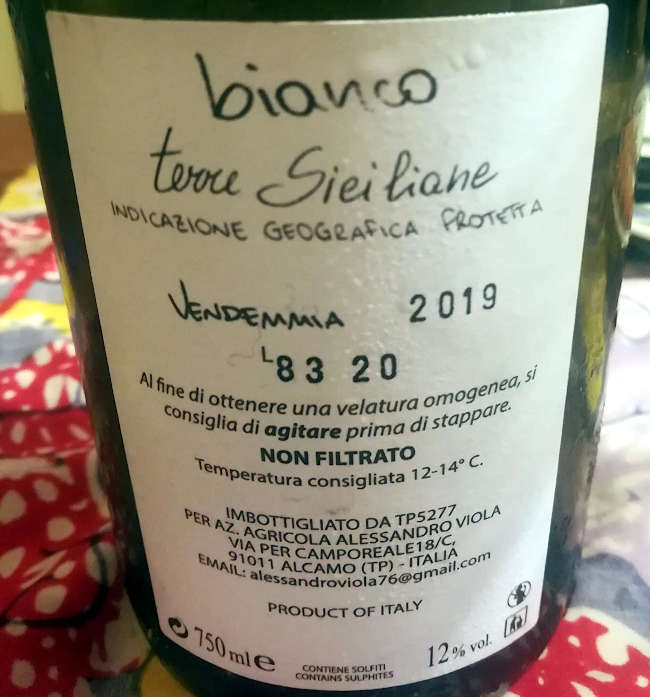 bianco
terre Siciliane
INDICAZIONE GEOGRAFICA PROTETTA
VENDEMMIA 2019
L83 20
Al fine di ottenere una velatura omogenea, si
consiglia di agitare prima di stappare.
NON FILTRATO
Temperatura consigliata 12-14° C.
IMBOTTIGLIATO DA TP5277
PER AZ. AGRICOLA ALESSANDRO VIOLA
VIA PER CAMPOREALE18/C,
91011 ALCAMO (TP) - ITALIA
EMAIL: alessandroviola76@gmail.com
PRODUCT OF ITALY
750ml e
CONTIENE SOLFITI
CONTAINS SULPHITES
12% vol.